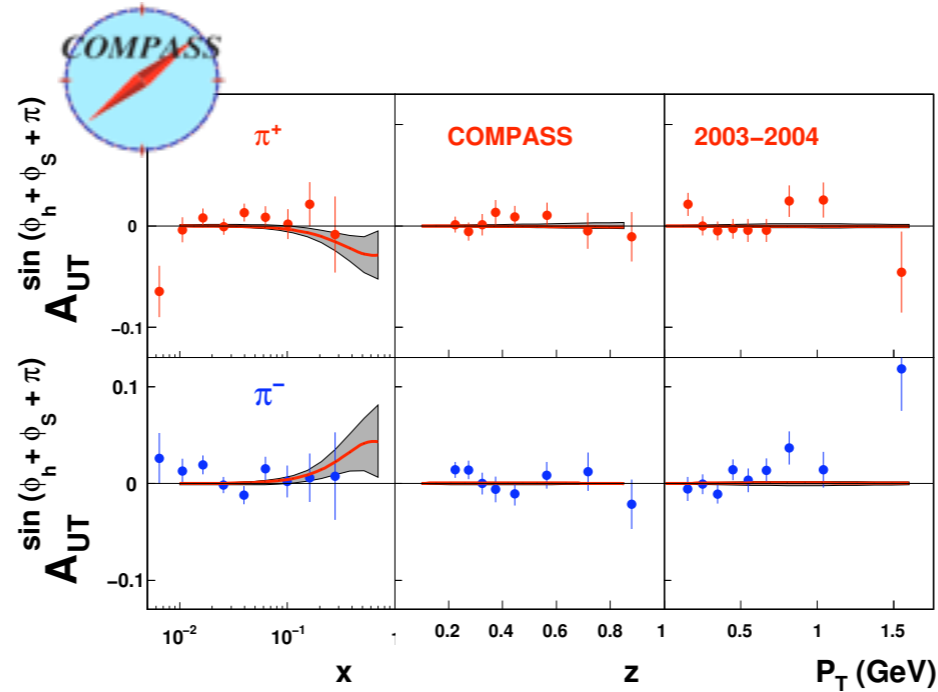 COMPASS
π⁺ COMPASS 2003−2004
A_UT^sin (φ_h + φ_S + π)
0
−0.1
π⁻
A_UT^sin (φ_h + φ_S + π)
0.1
0
−0.1
10⁻² 10⁻¹ 0.2 0.4 0.6 0.8 1 0.5 1 1.5
x z P_T (GeV)